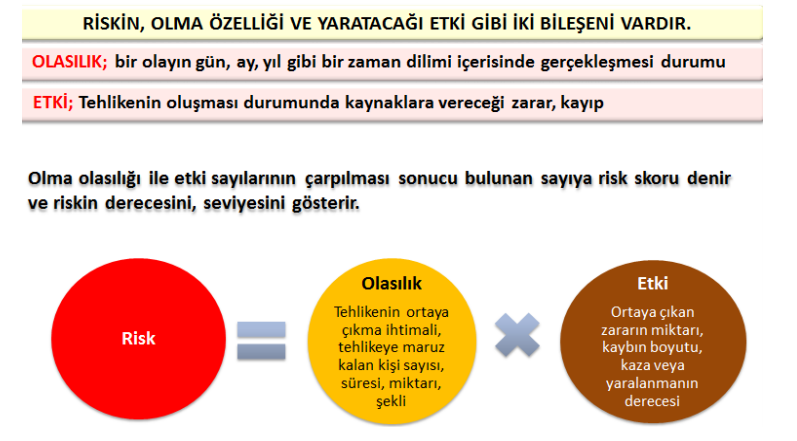 RİSKİN, OLMA ÖZELLİĞİ VE YARATACAĞI ETKİ GİBİ İKİ BİLEŞENİ VARDIR.
OLASILIK; bir olayın gün, ay, yıl gibi bir zaman dilimi içerisinde gerçekleşmesi durumu
ETKİ; Tehlikenin oluşması durumunda kaynaklara vereceği zarar, kayıp
Olma olasılığı ile etki sayılarının çarpılması sonucu bulunan sayıya risk skoru denir
ve riskin derecesini, seviyesini gösterir.
Risk
Olasılık
Tehlikenin ortaya
çıkma ihtimali,
tehlikeye maruz
kalan kişi sayısı,
süresi, miktarı,
şekli
Etki
Ortaya çıkan
zararın miktarı,
kaybın boyutu,
kaza veya
yaralanmanın
derecesi